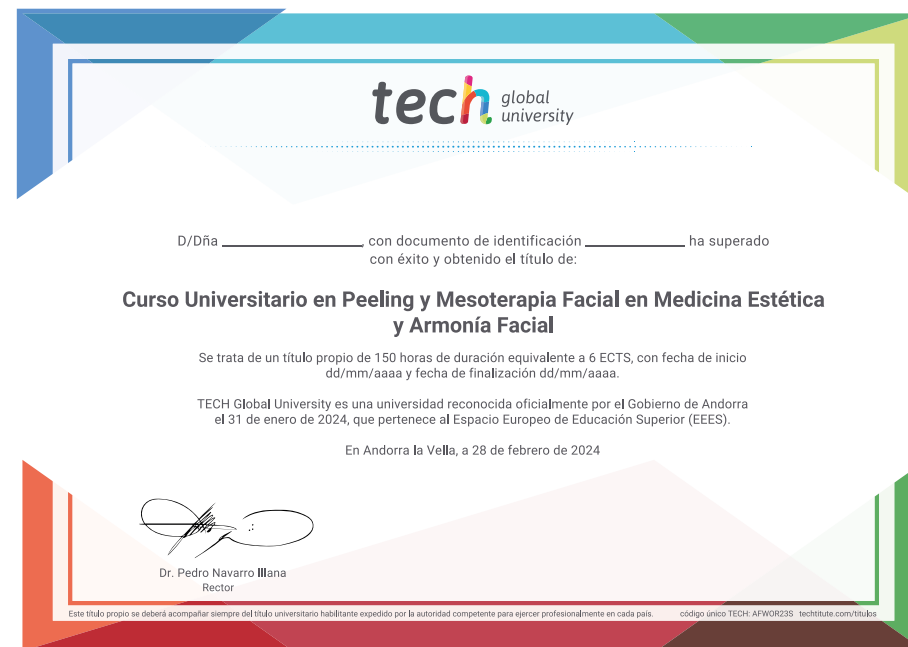 tech global
university
D/Dña ______________, con documento de identificación __________ ha superado
con éxito y obtenido el título de:
Curso Universitario en Peeling y Mesoterapia Facial en Medicina Estética
y Armonía Facial
Se trata de un título propio de 150 horas de duración equivalente a 6 ECTS, con fecha de inicio
dd/mm/aaaa y fecha de finalización dd/mm/aaaa.
TECH Global University es una universidad reconocida oficialmente por el Gobierno de Andorra
el 31 de enero de 2024, que pertenece al Espacio Europeo de Educación Superior (EEES).
En Andorra la Vella, a 28 de febrero de 2024
Dr. Pedro Navarro Illana
Rector
Este título propio se deberá acompañar siempre del título universitario habilitante expedido por la autoridad competente para ejercer profesionalmente en cada país. código único TECH: AFWOR23S techtitute.com/titulos